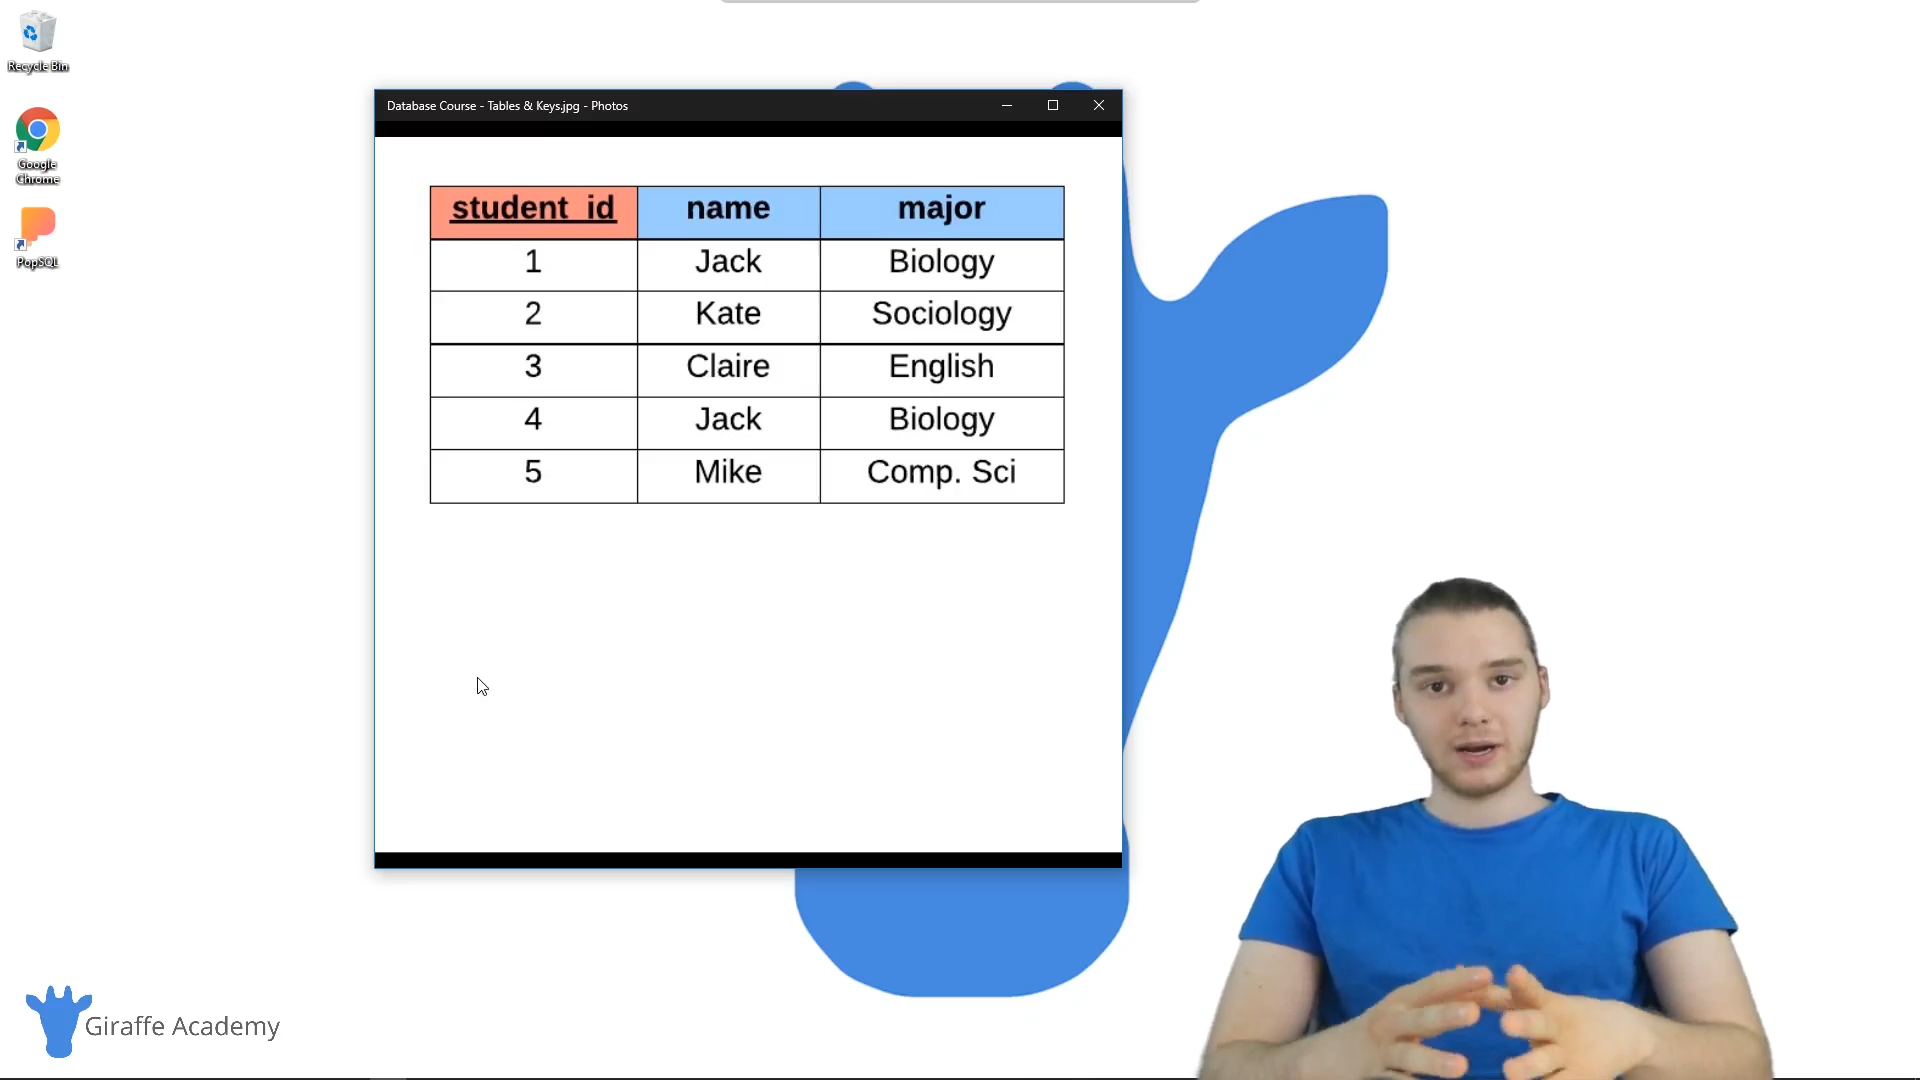 Recycle Bin
Google
Chrome
PopSQL
Database Course - Tables & Keys.jpg - Photos
student_id name major
1 Jack Biology
2 Kate Sociology
3 Claire English
4 Jack Biology
5 Mike Comp. Sci
Giraffe Academy